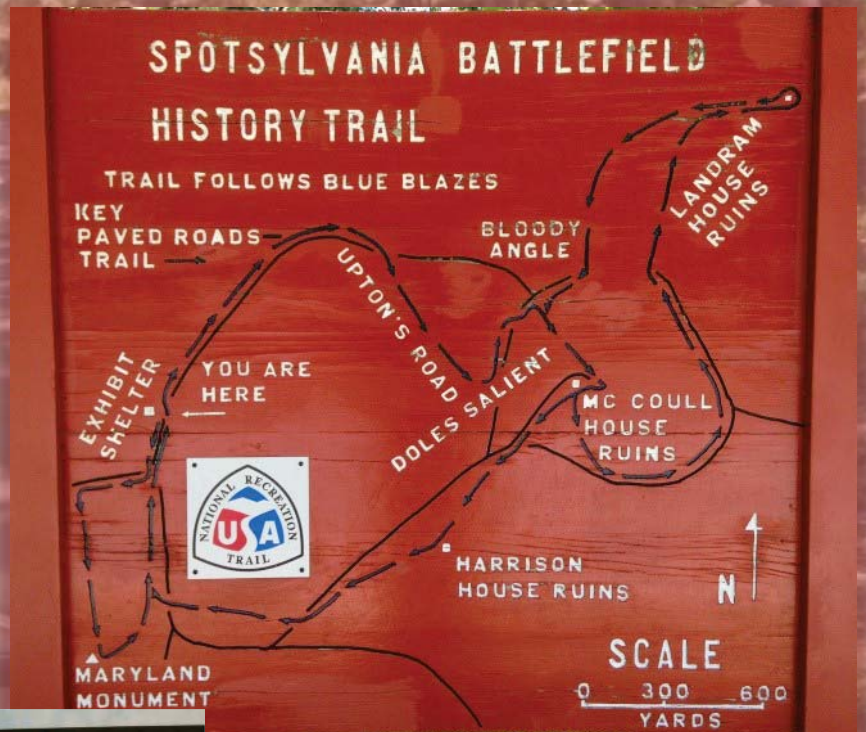 SPOTSYLVANIA BATTLEFIELD
HISTORY TRAIL
TRAIL FOLLOWS BLUE BLAZES
KEY
PAVED ROADS
TRAIL
BLOODY
ANGLE
LANDRAM
HOUSE
RUINS
UPTON'S ROAD
EXHIBIT
SHELTER
YOU ARE
HERE
DOLES SALIENT
MC COULL
HOUSE
RUINS
NATIONAL RECREATION
USA
TRAIL
HARRISON
HOUSE RUINS
N
MARYLAND
MONUMENT
SCALE
0 300 600
YARDS